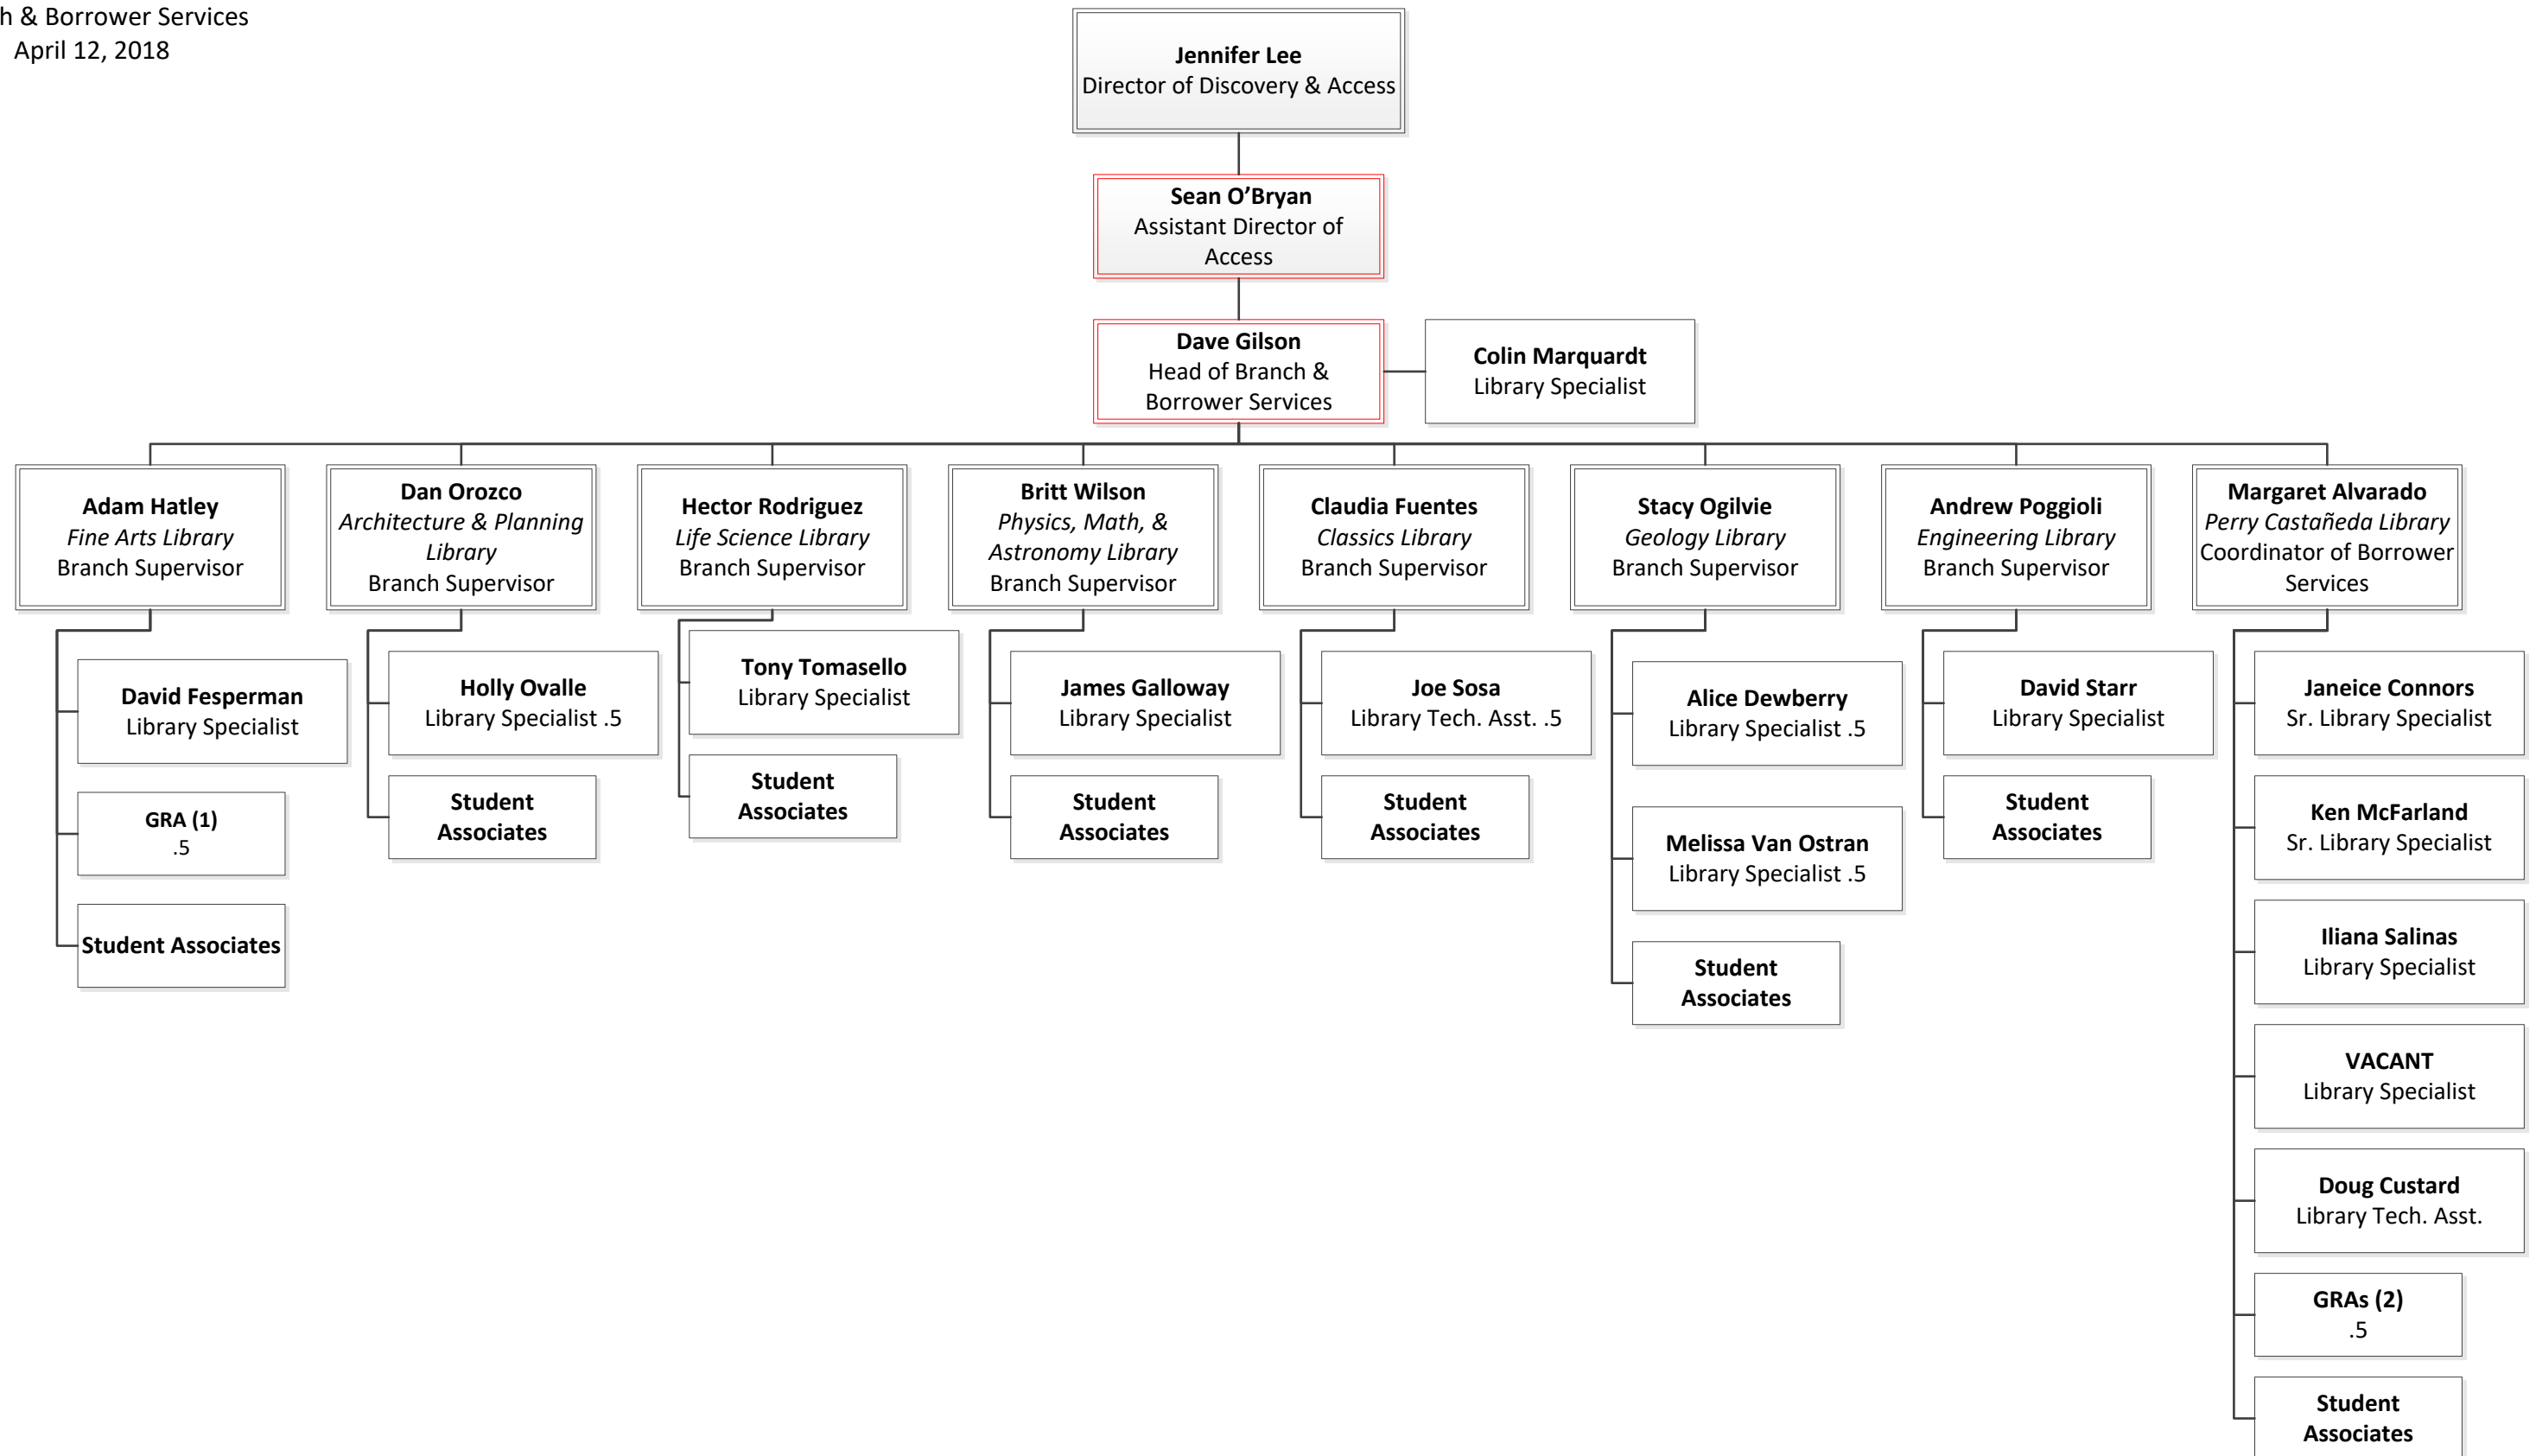 h & Borrower Services
April 12, 2018
Jennifer Lee
Director of Discovery & Access
Sean O’Bryan
Assistant Director of
Access
Dave Gilson
Head of Branch &
Borrower Services
Colin Marquardt
Library Specialist
Adam Hatley
Fine Arts Library
Branch Supervisor
Dan Orozco
Architecture & Planning
Library
Branch Supervisor
Hector Rodriguez
Life Science Library
Branch Supervisor
Britt Wilson
Physics, Math, &
Astronomy Library
Branch Supervisor
Claudia Fuentes
Classics Library
Branch Supervisor
Stacy Ogilvie
Geology Library
Branch Supervisor
Andrew Poggioli
Engineering Library
Branch Supervisor
Margaret Alvarado
Perry Castañeda Library
Coordinator of Borrower
Services
David Fesperman
Library Specialist
GRA (1)
.5
Student Associates
Holly Ovalle
Library Specialist .5
Student
Associates
Tony Tomasello
Library Specialist
Student
Associates
James Galloway
Library Specialist
Student
Associates
Joe Sosa
Library Tech. Asst. .5
Student
Associates
Alice Dewberry
Library Specialist .5
Melissa Van Ostran
Library Specialist .5
Student
Associates
David Starr
Library Specialist
Student
Associates
Janeice Connors
Sr. Library Specialist
Ken McFarland
Sr. Library Specialist
Iliana Salinas
Library Specialist
VACANT
Library Specialist
Doug Custard
Library Tech. Asst.
GRAs (2)
.5
Student
Associates